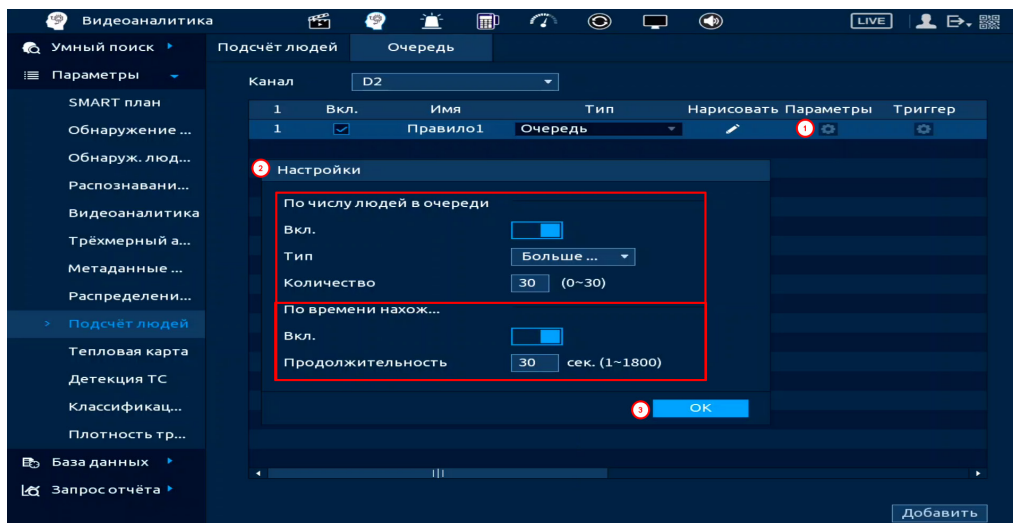 Видеоаналитика
LIVE
Умный поиск
Подсчёт людей Очередь
Параметры
Канал D2
SMART план
1 Вкл. Имя Тип Нарисовать Параметры Триггер
Обнаружение ...
1 Правило1 Очередь 1
Обнаруж. люд...
2 Настройки
Распознавани...
По числу людей в очереди
Видеоаналитика
Вкл.
Трёхмерный а...
Тип Больше ...
Метаданные ...
Количество 30 (0~30)
Распределени...
По времени нахож...
Подсчёт людей
Вкл.
Тепловая карта
Продолжительность 30 сек. (1~1800)
Детекция ТС
Классификац...
3 OK
Плотность тр...
База данных
Запрос отчёта
Добавить